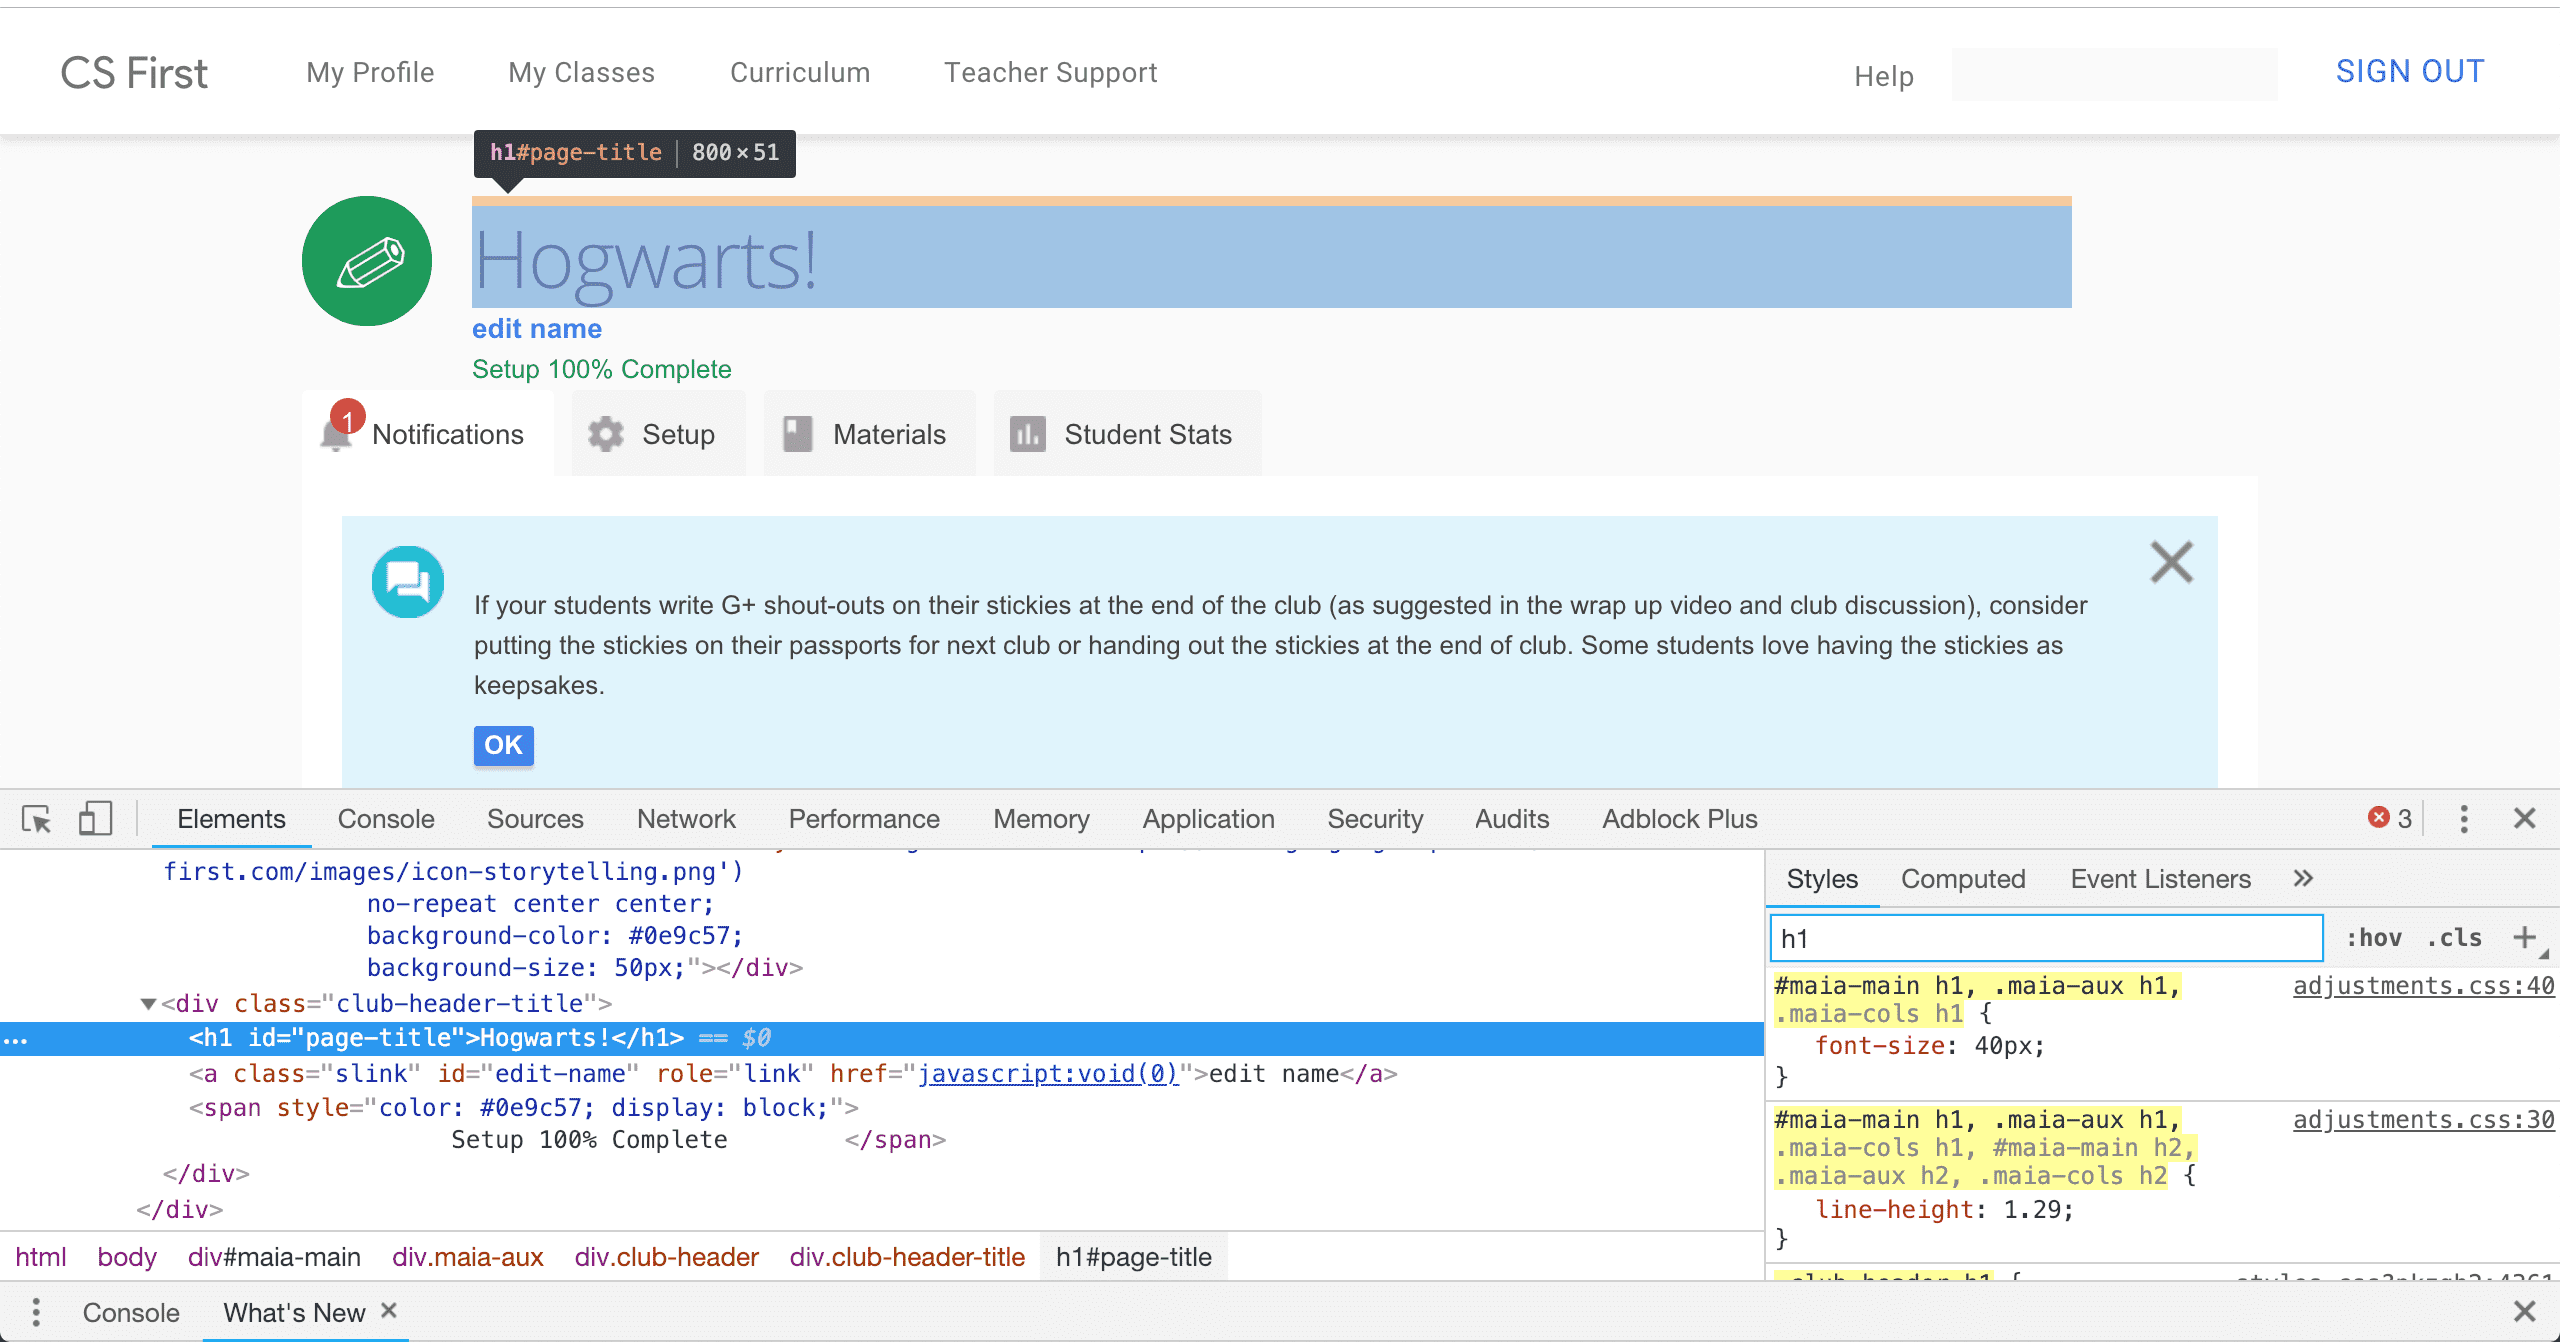 CS First My Profile My Classes Curriculum Teacher Support Help SIGN OUT
h1#page-title 800×51
Hogwarts!
edit name
Setup 100% Complete
1 Notifications Setup Materials Student Stats
If your students write G+ shout-outs on their stickies at the end of the club (as suggested in the wrap up video and club discussion), consider
putting the stickies on their passports for next club or handing out the stickies at the end of club. Some students love having the stickies as
keepsakes.
OK
Elements Console Sources Network Performance Memory Application Security Audits Adblock Plus 3
first.com/images/icon-storytelling.png')
no-repeat center center;
background-color: #0e9c57;
background-size: 50px;"></div>
<div class="club-header-title">
... <h1 id="page-title">Hogwarts!</h1> == $0
<a class="slink" id="edit-name" role="link" href="javascript:void(0)">edit name</a>
<span style="color: #0e9c57; display: block;">
Setup 100% Complete </span>
</div>
</div>
html body div#maia-main div.maia-aux div.club-header div.club-header-title h1#page-title
Styles Computed Event Listeners »
h1 :hov .cls +
#maia-main h1, .maia-aux h1, adjustments.css:40
.maia-cols h1 {
font-size: 40px;
}
#maia-main h1, .maia-aux h1, adjustments.css:30
.maia-cols h1, #maia-main h2,
.maia-aux h2, .maia-cols h2 {
line-height: 1.29;
}
.club-header h1 {
Console What's New ×